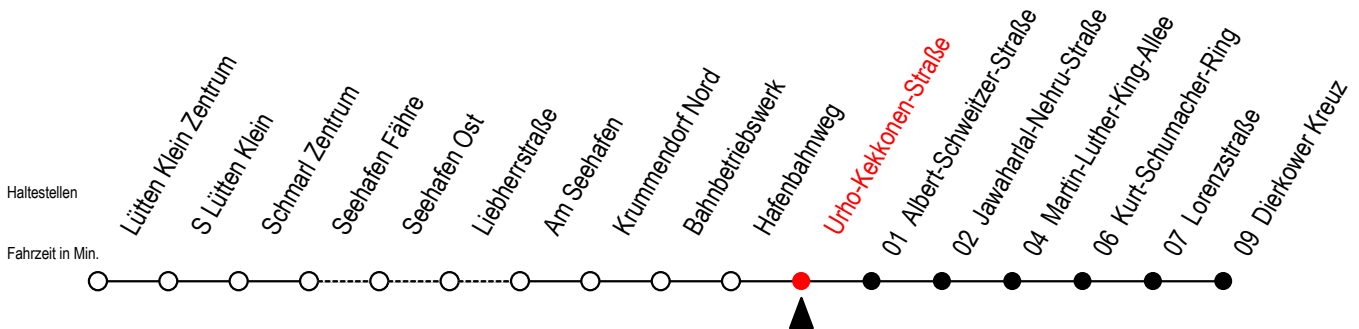 Haltestellen
Fahrzeit in Min.
Lütten Klein Zentrum
S Lütten Klein
Schmarl Zentrum
Seehafen Fähre
Seehafen Ost
Liebherrstraße
Am Seehafen
Krummendorf Nord
Bahnbetriebswerk
Hafenbahnweg
Urho-Kekkonen-Straße
01 Albert-Schweitzer-Straße
02 Jawaharlal-Nehru-Straße
04 Martin-Luther-King-Allee
06 Kurt-Schumacher-Ring
07 Lorenzstraße
09 Dierkower Kreuz